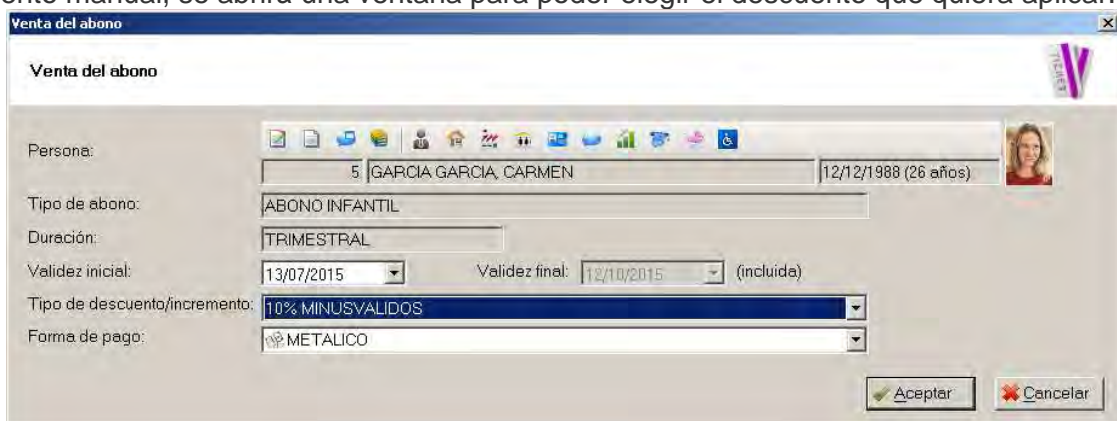 ento manual, se abrirá una ventana para poder elegir el descuento que quiera aplicar.
Venta del abono
Venta del abono
Persona:
5 GARCIA GARCIA, CARMEN 12/12/1988 (26 años)
Tipo de abono: ABONO INFANTIL
Duración: TRIMESTRAL
Validez inicial: 13/07/2015 Validez final: 12/10/2015 (incluida)
Tipo de descuento/incremento: 10% MINUSVALIDOS
Forma de pago: METALICO
Aceptar Cancelar